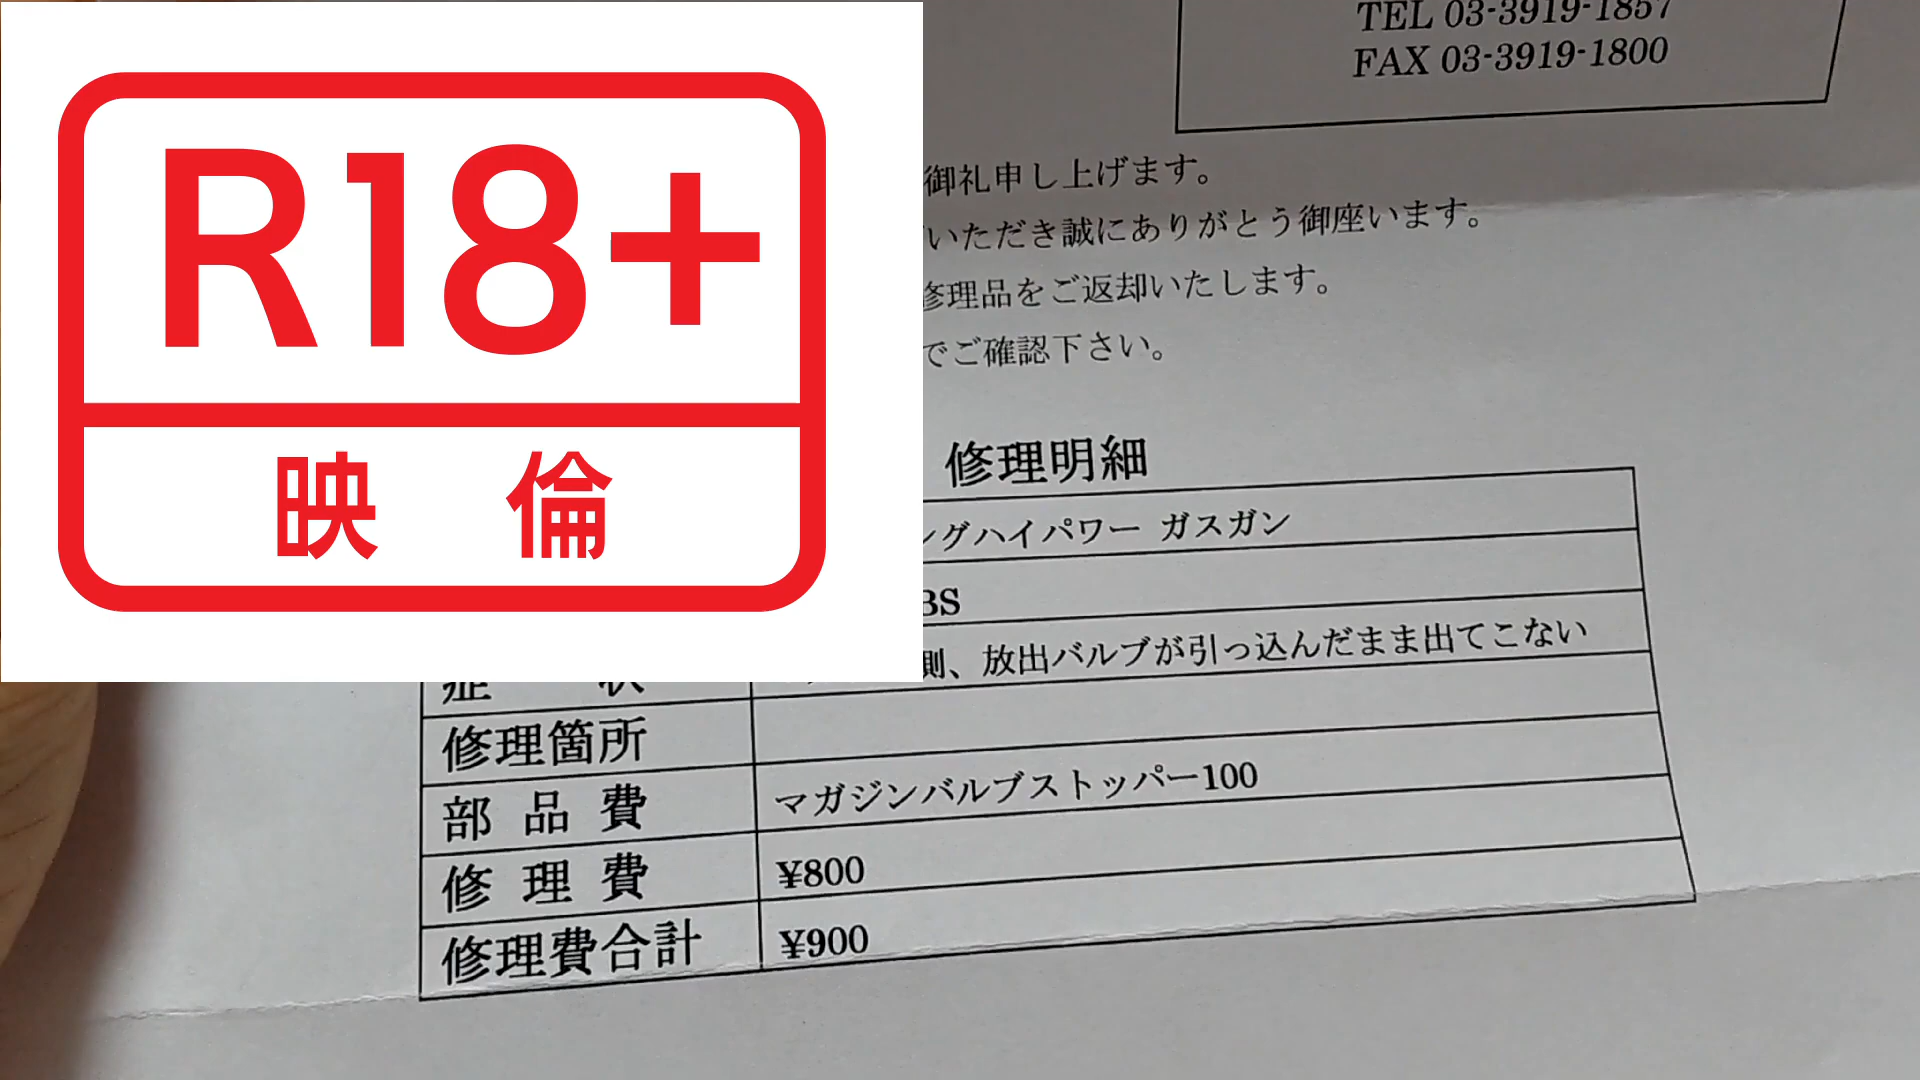 R18+
映倫
TEL 03-3919-1857
FAX 03-3919-1800
御礼申し上げます。
いただき誠にありがとう御座います。
修理品をご返却いたします。
でご確認下さい。
修理明細
ングハイパワー ガスガン
BS
症状 側、放出バルブが引っ込んだまま出てこない
修理箇所
部品費 マガジンバルブストッパー100
修理費 ¥800
修理費合計 ¥900